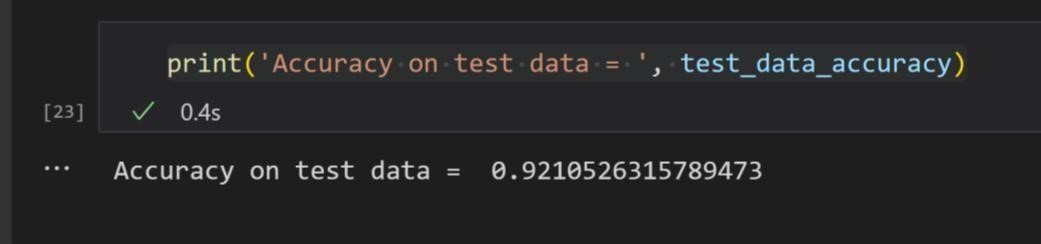 print('Accuracy on test data = ', test_data_accuracy)
[23] ✓ 0.4s
... Accuracy on test data =  0.9210526315789473